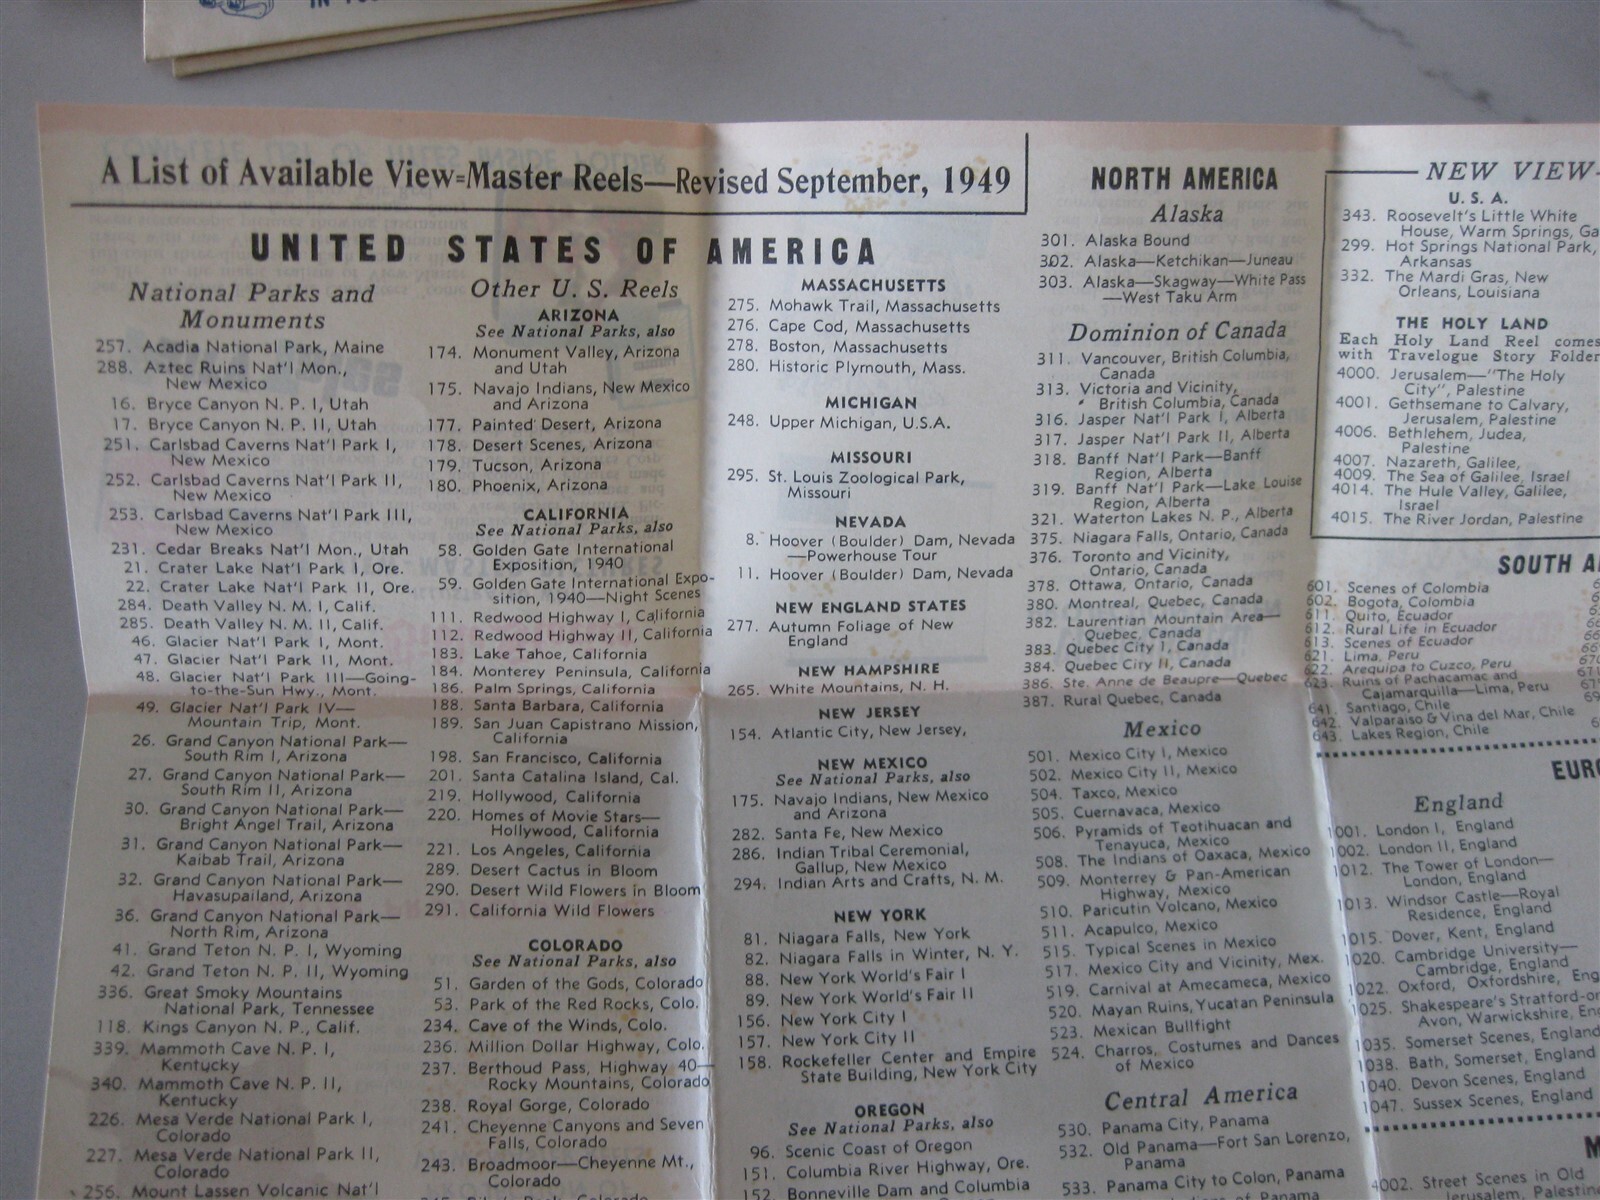 A List of Available View=Master Reels—Revised September, 1949
UNITED STATES OF AMERICA
National Parks and
Monuments
257. Acadia National Park, Maine
288. Aztec Ruins Nat'l Mon.,
New Mexico
16. Bryce Canyon N. P. I, Utah
17. Bryce Canyon N. P. II, Utah
251. Carlsbad Caverns Nat'l Park I,
New Mexico
252. Carlsbad Caverns Nat'l Park II,
New Mexico
253. Carlsbad Caverns Nat'l Park III,
New Mexico
231. Cedar Breaks Nat'l Mon., Utah
21. Crater Lake Nat'l Park I, Ore.
22. Crater Lake Nat'l Park II, Ore.
284. Death Valley N. M. I, Calif.
285. Death Valley N. M. II, Calif.
46. Glacier Nat'l Park I, Mont.
47. Glacier Nat'l Park II, Mont.
48. Glacier Nat'l Park III—Going-
to-the-Sun Hwy., Mont.
49. Glacier Nat'l Park IV—
Mountain Trip, Mont.
26. Grand Canyon National Park—
South Rim I, Arizona
27. Grand Canyon National Park—
South Rim II, Arizona
30. Grand Canyon National Park—
Bright Angel Trail, Arizona
31. Grand Canyon National Park—
Kaibab Trail, Arizona
32. Grand Canyon National Park—
Havasupailand, Arizona
36. Grand Canyon National Park—
North Rim, Arizona
41. Grand Teton N. P. I, Wyoming
42. Grand Teton N. P. II, Wyoming
336. Great Smoky Mountains
National Park, Tennessee
118. Kings Canyon N. P., Calif.
339. Mammoth Cave N. P. I,
Kentucky
340. Mammoth Cave N. P. II,
Kentucky
226. Mesa Verde National Park I,
Colorado
227. Mesa Verde National Park II,
Colorado
256. Mount Lassen Volcanic Nat'l
Other U. S. Reels
ARIZONA
See National Parks, also
174. Monument Valley, Arizona
and Utah
175. Navajo Indians, New Mexico
and Arizona
177. Painted Desert, Arizona
178. Desert Scenes, Arizona
179. Tucson, Arizona
180. Phoenix, Arizona
CALIFORNIA
See National Parks, also
58. Golden Gate International
Exposition, 1940
59. Golden Gate International Expo-
sition, 1940—Night Scenes
111. Redwood Highway I, California
112. Redwood Highway II, California
183. Lake Tahoe, California
184. Monterey Peninsula, California
186. Palm Springs, California
188. Santa Barbara, California
189. San Juan Capistrano Mission,
California
198. San Francisco, California
201. Santa Catalina Island, Cal.
219. Hollywood, California
220. Homes of Movie Stars—
Hollywood, California
221. Los Angeles, California
289. Desert Cactus in Bloom
290. Desert Wild Flowers in Bloom
291. California Wild Flowers
COLORADO
See National Parks, also
51. Garden of the Gods, Colorado
53. Park of the Red Rocks, Colo.
234. Cave of the Winds, Colo.
236. Million Dollar Highway, Colo.
237. Berthoud Pass, Highway 40—
Rocky Mountains, Colorado
238. Royal Gorge, Colorado
241. Cheyenne Canyons and Seven
Falls, Colorado
243. Broadmoor—Cheyenne Mt.,
Colorado
MASSACHUSETTS
275. Mohawk Trail, Massachusetts
276. Cape Cod, Massachusetts
278. Boston, Massachusetts
280. Historic Plymouth, Mass.
MICHIGAN
248. Upper Michigan, U.S.A.
MISSOURI
295. St. Louis Zoological Park,
Missouri
NEVADA
8. Hoover (Boulder) Dam, Nevada
—Powerhouse Tour
11. Hoover (Boulder) Dam, Nevada
NEW ENGLAND STATES
277. Autumn Foliage of New
England
NEW HAMPSHIRE
265. White Mountains, N. H.
NEW JERSEY
154. Atlantic City, New Jersey,
NEW MEXICO
See National Parks, also
175. Navajo Indians, New Mexico
and Arizona
282. Santa Fe, New Mexico
286. Indian Tribal Ceremonial,
Gallup, New Mexico
294. Indian Arts and Crafts, N. M.
NEW YORK
81. Niagara Falls, New York
82. Niagara Falls in Winter, N. Y.
88. New York World's Fair I
89. New York World's Fair II
156. New York City I
157. New York City II
158. Rockefeller Center and Empire
State Building, New York City
OREGON
See National Parks, also
96. Scenic Coast of Oregon
151. Columbia River Highway, Ore.
152. Bonneville Dam and Columbia
NORTH AMERICA
Alaska
301. Alaska Bound
302. Alaska—Ketchikan—Juneau
303. Alaska—Skagway—White Pass
—West Taku Arm
Dominion of Canada
311. Vancouver, British Columbia,
Canada
313. Victoria and Vicinity,
British Columbia, Canada
316. Jasper Nat'l Park I, Alberta
317. Jasper Nat'l Park II, Alberta
318. Banff Nat'l Park—Banff
Region, Alberta
319. Banff Nat'l Park—Lake Louise
Region, Alberta
321. Waterton Lakes N. P., Alberta
375. Niagara Falls, Ontario, Canada
376. Toronto and Vicinity,
Ontario, Canada
378. Ottawa, Ontario, Canada
380. Montreal, Quebec, Canada
382. Laurentian Mountain Area—
Quebec, Canada
383. Quebec City I, Canada
384. Quebec City II, Canada
386. Ste. Anne de Beaupre—Quebec
387. Rural Quebec, Canada
Mexico
501. Mexico City I, Mexico
502. Mexico City II, Mexico
504. Taxco, Mexico
505. Cuernavaca, Mexico
506. Pyramids of Teotihuacan and
Tenayuca, Mexico
508. The Indians of Oaxaca, Mexico
509. Monterrey & Pan-American
Highway, Mexico
510. Paricutin Volcano, Mexico
511. Acapulco, Mexico
515. Typical Scenes in Mexico
517. Mexico City and Vicinity, Mex.
519. Carnival at Amecameca, Mexico
520. Mayan Ruins, Yucatan Peninsula
523. Mexican Bullfight
524. Charros, Costumes and Dances
of Mexico
Central America
530. Panama City, Panama
532. Old Panama—Fort San Lorenzo,
Panama
533. Panama City to Colon, Panama
NEW VIEW-
U. S. A.
343. Roosevelt's Little White
House, Warm Springs, Ga
299. Hot Springs National Park,
Arkansas
332. The Mardi Gras, New
Orleans, Louisiana
THE HOLY LAND
Each Holy Land Reel comes
with Travelogue Story Folder
4000. Jerusalem—"The Holy
City", Palestine
4001. Gethsemane to Calvary,
Jerusalem, Palestine
4006. Bethlehem, Judea,
Palestine
4007. Nazareth, Galilee,
4009. The Sea of Galilee, Israel
4014. The Hule Valley, Galilee,
Israel
4015. The River Jordan, Palestine
SOUTH A
601. Scenes of Colombia
602. Bogota, Colombia
611. Quito, Ecuador
612. Rural Life in Ecuador
613. Scenes of Ecuador
621. Lima, Peru
622. Arequipa to Cuzco, Peru
623. Ruins of Pachacamac and
Cajamarquilla—Lima, Peru
641. Santiago, Chile
642. Valparaiso & Vina del Mar, Chile
643. Lakes Region, Chile
EURO
England
1001. London I, England
1002. London II, England
1012. The Tower of London—
London, England
1013. Windsor Castle—Royal
Residence, England
1015. Dover, Kent, England
1020. Cambridge University—
Cambridge, England
1022. Oxford, Oxfordshire, Eng
1025. Shakespeare's Stratford-on
Avon, Warwickshire, Eng
1035. Somerset Scenes, England
1038. Bath, Somerset, England
1040. Devon Scenes, England
1047. Sussex Scenes, England
4002. Street Scenes in Old
Jerusalem, Palestine